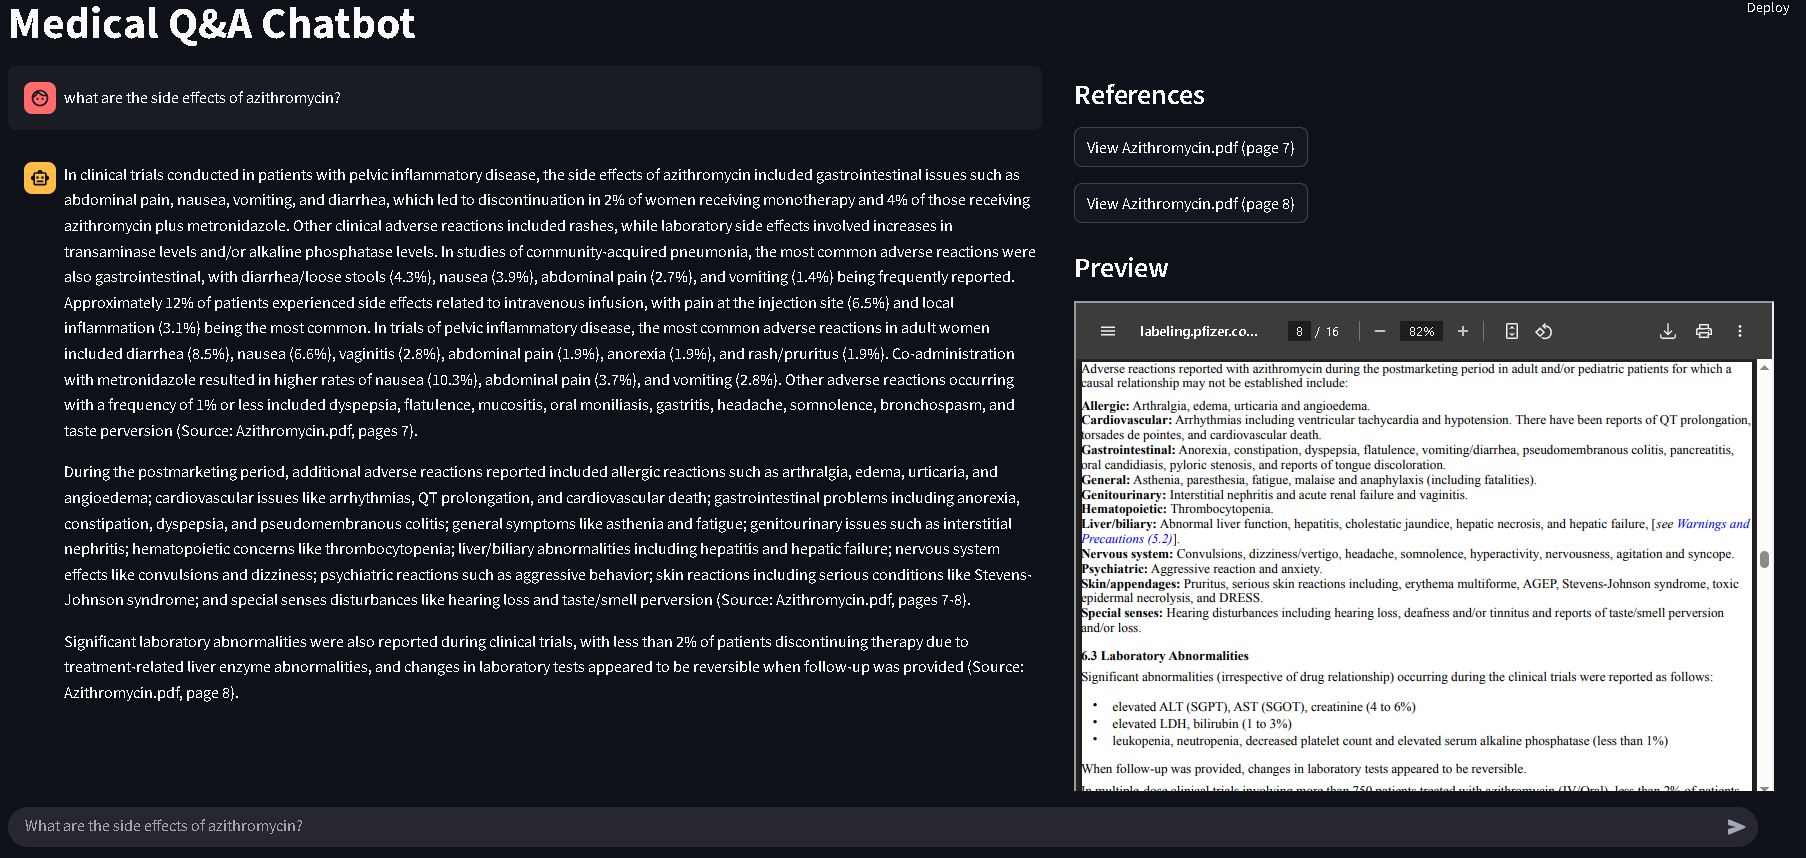 Deploy
Medical Q&A Chatbot
what are the side effects of azithromycin?
In clinical trials conducted in patients with pelvic inflammatory disease, the side effects of azithromycin included gastrointestinal issues such as
abdominal pain, nausea, vomiting, and diarrhea, which led to discontinuation in 2% of women receiving monotherapy and 4% of those receiving
azithromycin plus metronidazole. Other clinical adverse reactions included rashes, while laboratory side effects involved increases in
transaminase levels and/or alkaline phosphatase levels. In studies of community-acquired pneumonia, the most common adverse reactions were
also gastrointestinal, with diarrhea/loose stools (4.3%), nausea (3.9%), abdominal pain (2.7%), and vomiting (1.4%) being frequently reported.
Approximately 12% of patients experienced side effects related to intravenous infusion, with pain at the injection site (6.5%) and local
inflammation (3.1%) being the most common. In trials of pelvic inflammatory disease, the most common adverse reactions in adult women
included diarrhea (8.5%), nausea (6.6%), vaginitis (2.8%), abdominal pain (1.9%), anorexia (1.9%), and rash/pruritus (1.9%). Co-administration
with metronidazole resulted in higher rates of nausea (10.3%), abdominal pain (3.7%), and vomiting (2.8%). Other adverse reactions occurring
with a frequency of 1% or less included dyspepsia, flatulence, mucositis, oral moniliasis, gastritis, headache, somnolence, bronchospasm, and
taste perversion (Source: Azithromycin.pdf, pages 7).
During the postmarketing period, additional adverse reactions reported included allergic reactions such as arthralgia, edema, urticaria, and
angioedema; cardiovascular issues like arrhythmias, QT prolongation, and cardiovascular death; gastrointestinal problems including anorexia,
constipation, dyspepsia, and pseudomembranous colitis; general symptoms like asthenia and fatigue; genitourinary issues such as interstitial
nephritis; hematopoietic concerns like thrombocytopenia; liver/biliary abnormalities including hepatitis and hepatic failure; nervous system
effects like convulsions and dizziness; psychiatric reactions such as aggressive behavior; skin reactions including serious conditions like Stevens-
Johnson syndrome; and special senses disturbances like hearing loss and taste/smell perversion (Source: Azithromycin.pdf, pages 7-8).
Significant laboratory abnormalities were also reported during clinical trials, with less than 2% of patients discontinuing therapy due to
treatment-related liver enzyme abnormalities, and changes in laboratory tests appeared to be reversible when follow-up was provided (Source:
Azithromycin.pdf, page 8).
What are the side effects of azithromycin?
References
View Azithromycin.pdf (page 7)
View Azithromycin.pdf (page 8)
Preview
labeling.pfizer.co... 8 / 16 82%
Adverse reactions reported with azithromycin during the postmarketing period in adult and/or pediatric patients for which a
causal relationship may not be established include:
Allergic: Arthralgia, edema, urticaria and angioedema.
Cardiovascular: Arrhythmias including ventricular tachycardia and hypotension. There have been reports of QT prolongation,
torsades de pointes, and cardiovascular death.
Gastrointestinal: Anorexia, constipation, dyspepsia, flatulence, vomiting/diarrhea, pseudomembranous colitis, pancreatitis,
oral candidiasis, pyloric stenosis, and reports of tongue discoloration.
General: Asthenia, paresthesia, fatigue, malaise and anaphylaxis (including fatalities).
Genitourinary: Interstitial nephritis and acute renal failure and vaginitis.
Hematopoietic: Thrombocytopenia.
Liver/biliary: Abnormal liver function, hepatitis, cholestatic jaundice, hepatic necrosis, and hepatic failure, [see Warnings and
Precautions (5.2)].
Nervous system: Convulsions, dizziness/vertigo, headache, somnolence, hyperactivity, nervousness, agitation and syncope.
Psychiatric: Aggressive reaction and anxiety.
Skin/appendages: Pruritus, serious skin reactions including, erythema multiforme, AGEP, Stevens-Johnson syndrome, toxic
epidermal necrolysis, and DRESS.
Special senses: Hearing disturbances including hearing loss, deafness and/or tinnitus and reports of taste/smell perversion
and/or loss.
6.3 Laboratory Abnormalities
Significant abnormalities (irrespective of drug relationship) occurring during the clinical trials were reported as follows:
• elevated ALT (SGPT), AST (SGOT), creatinine (4 to 6%)
• elevated LDH, bilirubin (1 to 3%)
• leukopenia, neutropenia, decreased platelet count and elevated serum alkaline phosphatase (less than 1%)
When follow-up was provided, changes in laboratory tests appeared to be reversible.
In multiple-dose clinical trials involving more than 750 patients treated with azithromycin (IV/Oral), less than 2% of patients